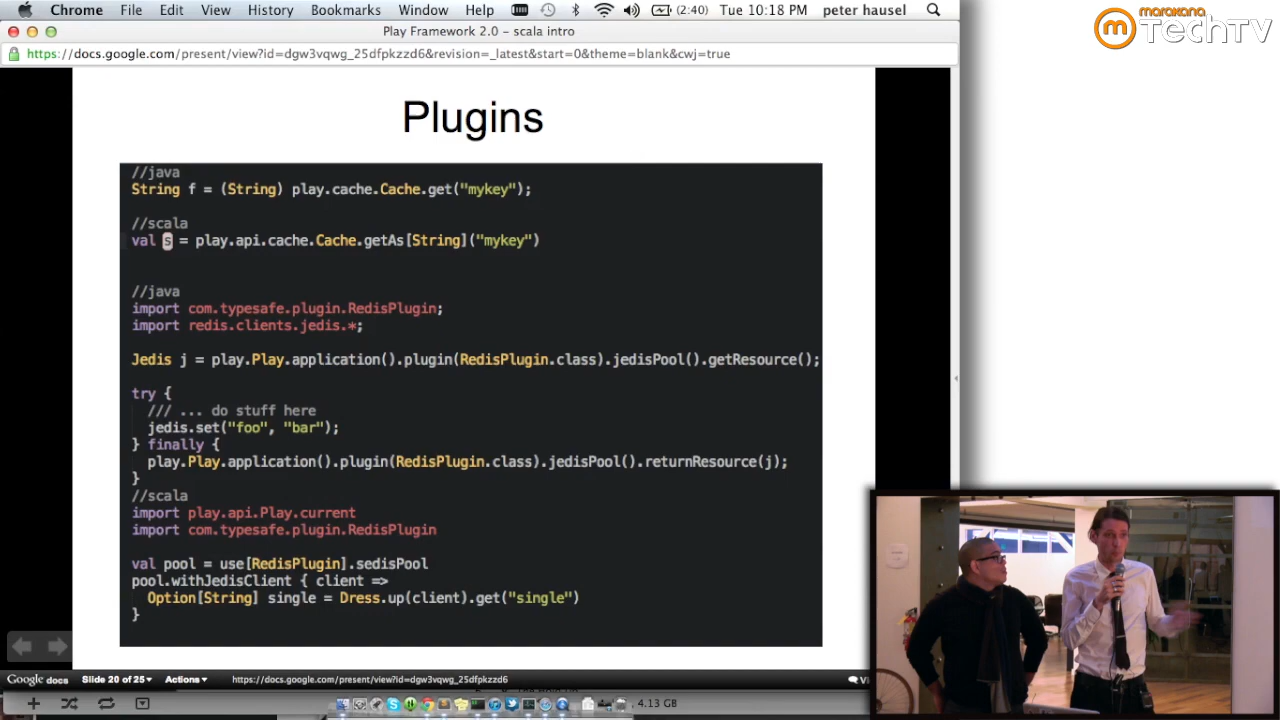 Chrome File Edit View History Bookmarks Window Help (2:40) Tue 10:18 PM peter hausel
Play Framework 2.0 - scala intro
https://docs.google.com/present/view?id=dgw3vqwg_25dfpkzzd6&revision=_latest&start=0&theme=blank&cwj=true
marakana
m TechTV
Plugins
//java
String f = (String) play.cache.Cache.get("mykey");
//scala
val s = play.api.cache.Cache.getAs[String]("mykey")
//java
import com.typesafe.plugin.RedisPlugin;
import redis.clients.jedis.*;
Jedis j = play.Play.application().plugin(RedisPlugin.class).jedisPool().getResource();
try {
/// ... do stuff here
jedis.set("foo", "bar");
} finally {
play.Play.application().plugin(RedisPlugin.class).jedisPool().returnResource(j);
}
//scala
import play.api.Play.current
import com.typesafe.plugin.RedisPlugin
val pool = use[RedisPlugin].sedisPool
pool.withJedisClient { client =>
Option[String] single = Dress.up(client).get("single")
}
Google docs Slide 20 of 25 Actions https://docs.google.com/present/view?id=dgw3vqwg_25dfpkzzd6 Vi
4.13 GB